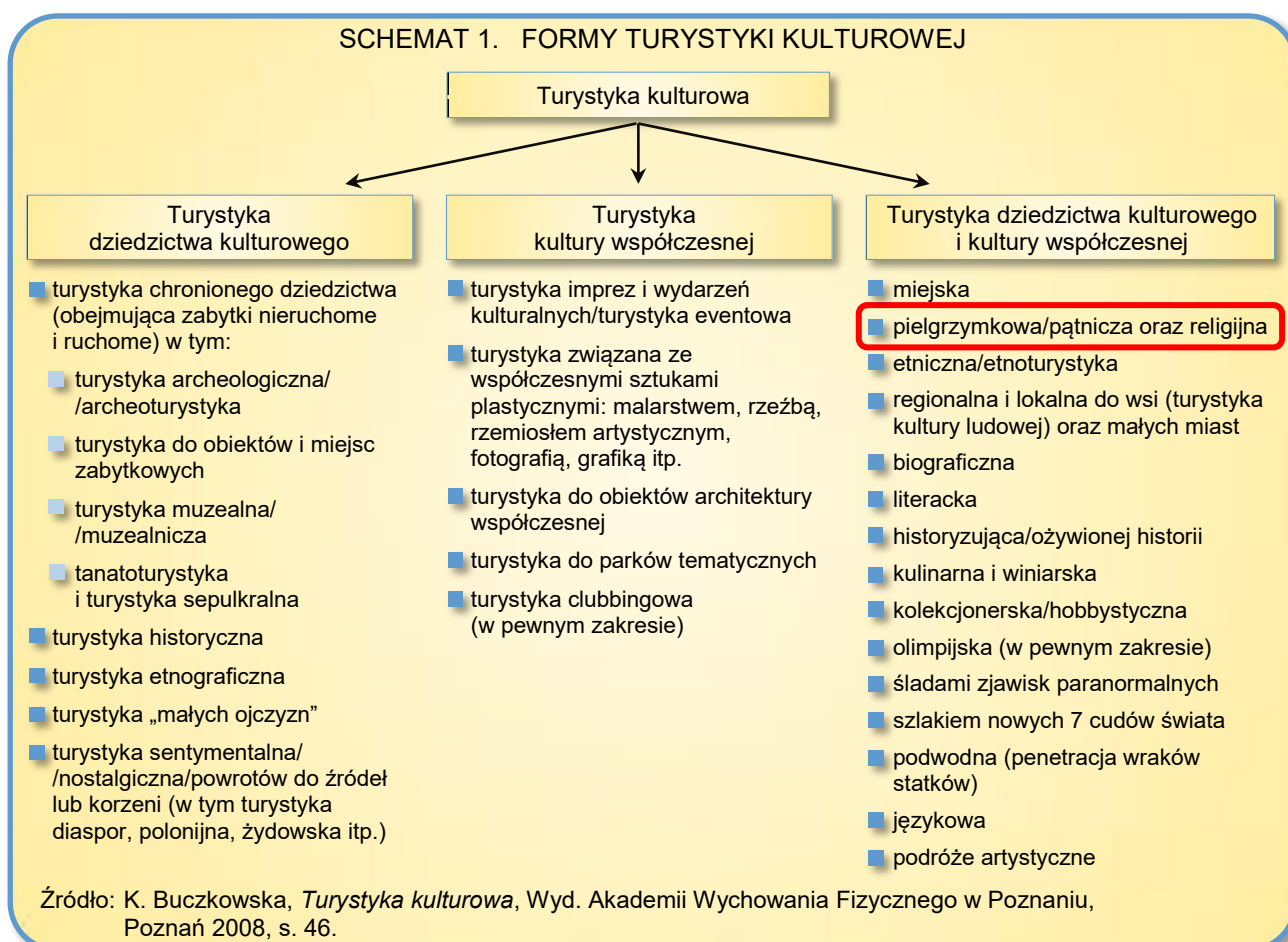 SCHEMAT 1. FORMY TURYSTYKI KULTUROWEJ
Turystyka kulturowa
Turystyka
dziedzictwa kulturowego
turystyka chronionego dziedzictwa
(obejmująca zabytki nieruchome
i ruchome) w tym:
turystyka archeologiczna/
/archeoturystyka
turystyka do obiektów i miejsc
zabytkowych
turystyka muzealna/
/muzealnicza
tanatoturystyka
i turystyka sepulkralna
turystyka historyczna
turystyka etnograficzna
turystyka „małych ojczyzn”
turystyka sentymentalna/
/nostalgiczna/powrotów do źródeł
lub korzeni (w tym turystyka
diaspor, polonijna, żydowska itp.)
Turystyka
kultury współczesnej
turystyka imprez i wydarzeń
kulturalnych/turystyka eventowa
turystyka związana ze
współczesnymi sztukami
plastycznymi: malarstwem, rzeźbą,
rzemiosłem artystycznym,
fotografią, grafiką itp.
turystyka do obiektów architektury
współczesnej
turystyka do parków tematycznych
turystyka clubbingowa
(w pewnym zakresie)
Turystyka dziedzictwa kulturowego
i kultury współczesnej
miejska
pielgrzymkowa/pątnicza oraz religijna
etniczna/etnoturystyka
regionalna i lokalna do wsi (turystyka
kultury ludowej) oraz małych miast
biograficzna
literacka
historyzująca/ożywionej historii
kulinarna i winiarska
kolekcjonerska/hobbystyczna
olimpijska (w pewnym zakresie)
śladami zjawisk paranormalnych
szlakiem nowych 7 cudów świata
podwodna (penetracja wraków
statków)
językowa
podróże artystyczne
Źródło: K. Buczkowska, Turystyka kulturowa, Wyd. Akademii Wychowania Fizycznego w Poznaniu,
Poznań 2008, s. 46.